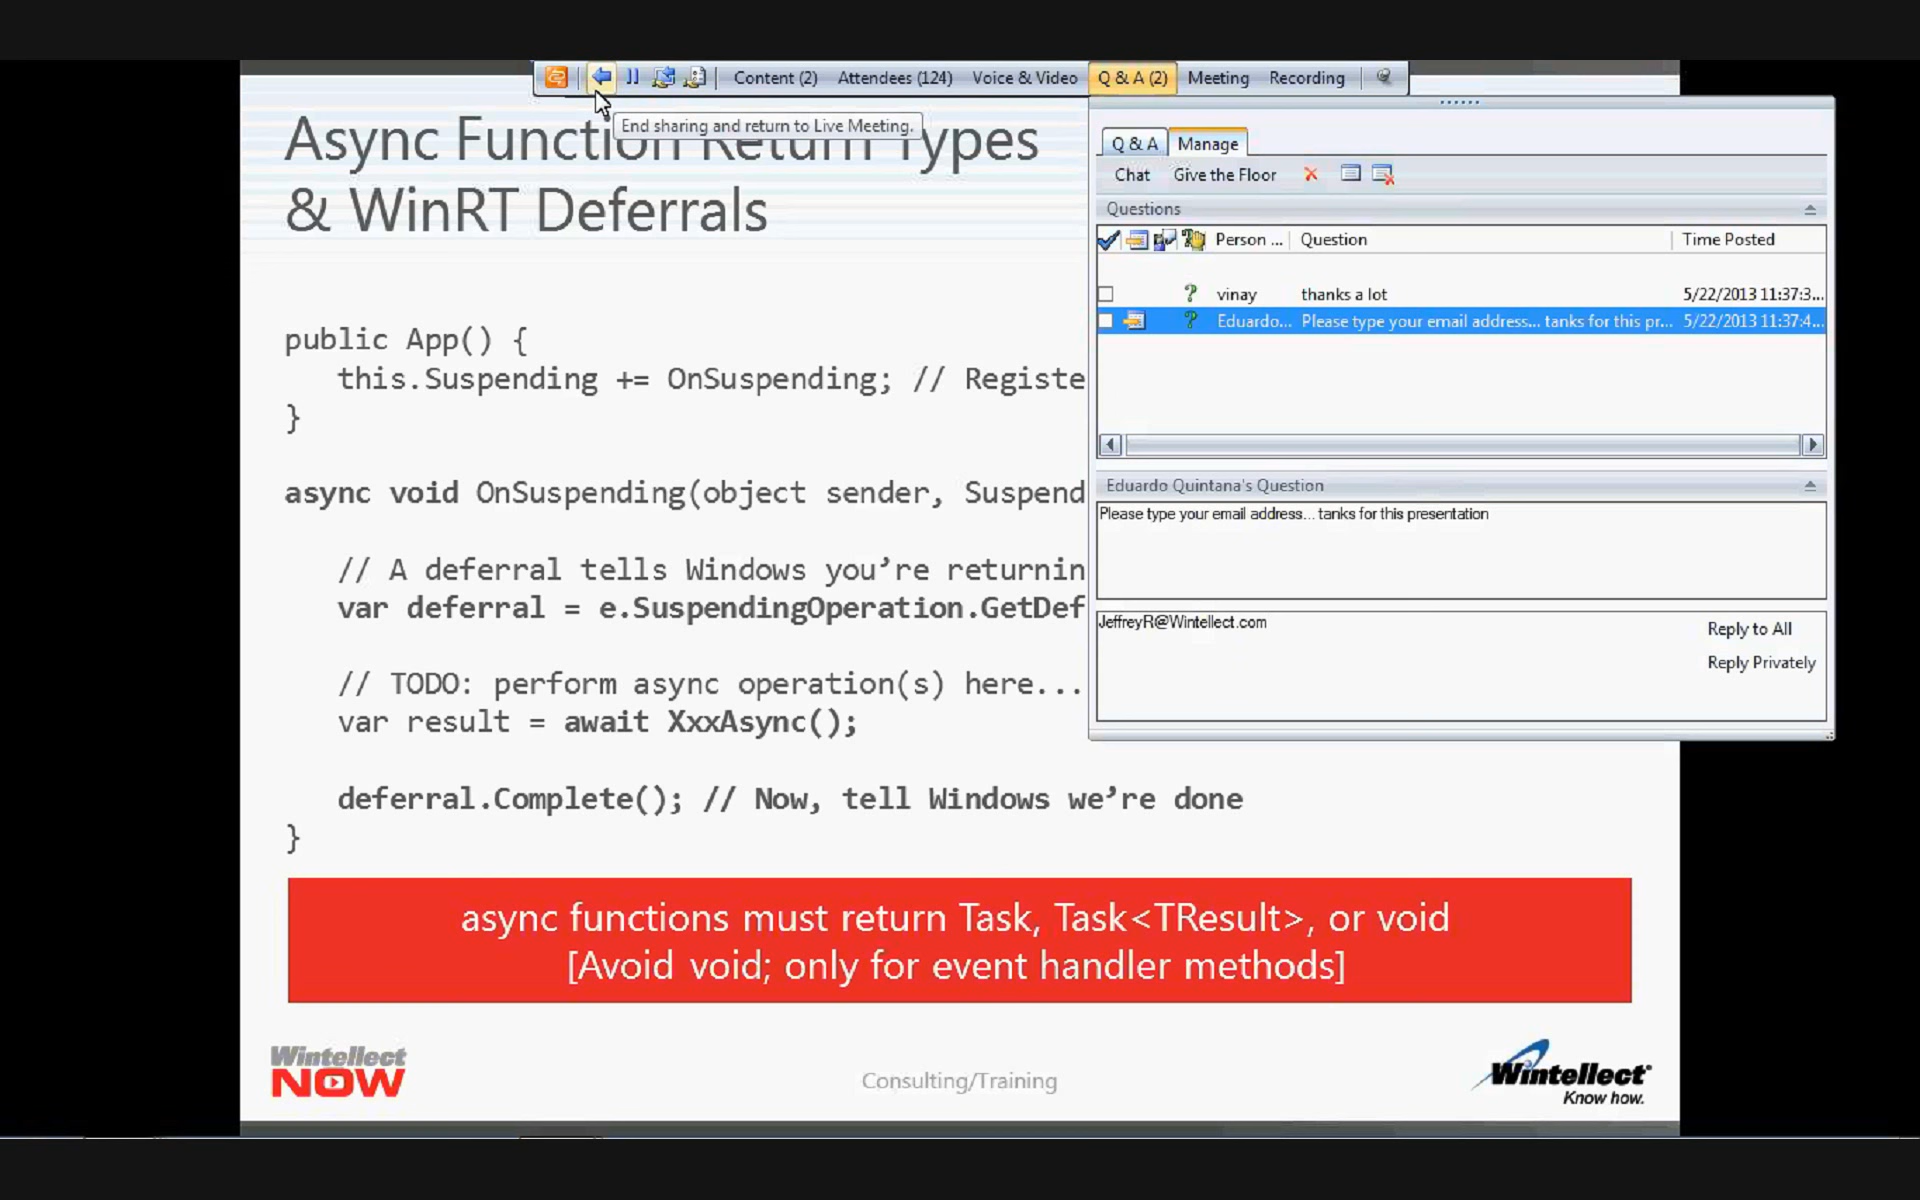 Content (2) Attendees (124) Voice & Video Q & A (2) Meeting Recording
End sharing and return to Live Meeting.
Async Function Return Types
& WinRT Deferrals
public App() {
this.Suspending += OnSuspending; // Registe
}
async void OnSuspending(object sender, Suspend
// A deferral tells Windows you’re returnin
var deferral = e.SuspendingOperation.GetDef
// TODO: perform async operation(s) here...
var result = await XxxAsync();
deferral.Complete(); // Now, tell Windows we’re done
}
Q & A Manage
Chat Give the Floor
Questions
Person ... Question Time Posted
vinay thanks a lot 5/22/2013 11:37:3...
Eduardo... Please type your email address... tanks for this pr... 5/22/2013 11:37:4...
Eduardo Quintana's Question
Please type your email address... tanks for this presentation
JeffreyR@Wintellect.com
Reply to All
Reply Privately
async functions must return Task, Task<TResult>, or void
[Avoid void; only for event handler methods]
Wintellect
NOW
Consulting/Training
Wintellect
Know how.